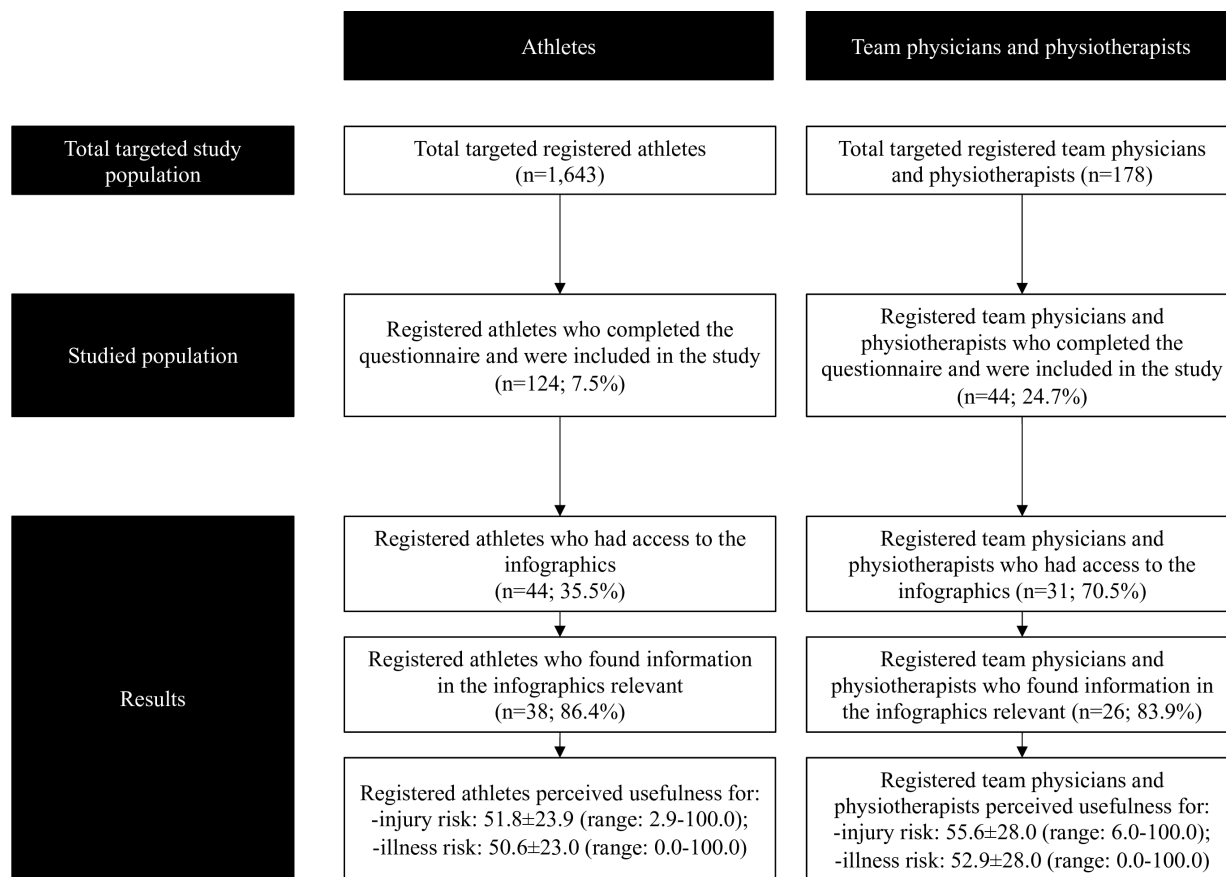 Athletes
Team physicians and physiotherapists
Total targeted study
population
Total targeted registered athletes
(n=1,643)
Total targeted registered team physicians
and physiotherapists (n=178)
Studied population
Registered athletes who completed the
questionnaire and were included in the study
(n=124; 7.5%)
Registered team physicians and
physiotherapists who completed the
questionnaire and were included in the study
(n=44; 24.7%)
Results
Registered athletes who had access to the
infographics
(n=44; 35.5%)
Registered team physicians and
physiotherapists who had access to the
infographics (n=31; 70.5%)
Registered athletes who found information
in the infographics relevant
(n=38; 86.4%)
Registered team physicians and
physiotherapists who found information in
the infographics relevant (n=26; 83.9%)
Registered athletes perceived usefulness for:
-injury risk: 51.8±23.9 (range: 2.9-100.0);
-illness risk: 50.6±23.0 (range: 0.0-100.0)
Registered team physicians and
physiotherapists perceived usefulness for:
-injury risk: 55.6±28.0 (range: 6.0-100.0);
-illness risk: 52.9±28.0 (range: 0.0-100.0)